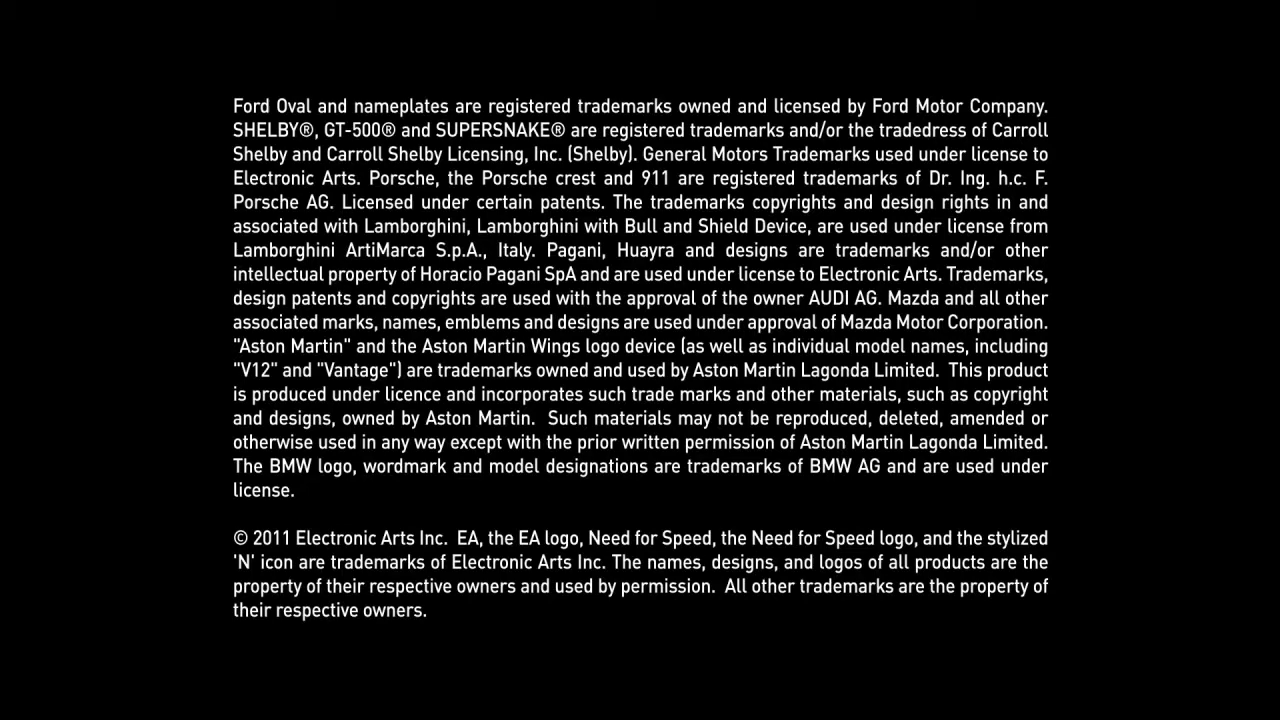 Ford Oval and nameplates are registered trademarks owned and licensed by Ford Motor Company.
SHELBY®, GT-500® and SUPERSNAKE® are registered trademarks and/or the tradedress of Carroll
Shelby and Carroll Shelby Licensing, Inc. (Shelby). General Motors Trademarks used under license to
Electronic Arts. Porsche, the Porsche crest and 911 are registered trademarks of Dr. Ing. h.c. F.
Porsche AG. Licensed under certain patents. The trademarks copyrights and design rights in and
associated with Lamborghini, Lamborghini with Bull and Shield Device, are used under license from
Lamborghini ArtiMarca S.p.A., Italy. Pagani, Huayra and designs are trademarks and/or other
intellectual property of Horacio Pagani SpA and are used under license to Electronic Arts. Trademarks,
design patents and copyrights are used with the approval of the owner AUDI AG. Mazda and all other
associated marks, names, emblems and designs are used under approval of Mazda Motor Corporation.
"Aston Martin" and the Aston Martin Wings logo device (as well as individual model names, including
"V12" and "Vantage") are trademarks owned and used by Aston Martin Lagonda Limited.  This product
is produced under licence and incorporates such trade marks and other materials, such as copyright
and designs, owned by Aston Martin.  Such materials may not be reproduced, deleted, amended or
otherwise used in any way except with the prior written permission of Aston Martin Lagonda Limited.
The BMW logo, wordmark and model designations are trademarks of BMW AG and are used under
license.
© 2011 Electronic Arts Inc.  EA, the EA logo, Need for Speed, the Need for Speed logo, and the stylized
'N' icon are trademarks of Electronic Arts Inc. The names, designs, and logos of all products are the
property of their respective owners and used by permission.  All other trademarks are the property of
their respective owners.